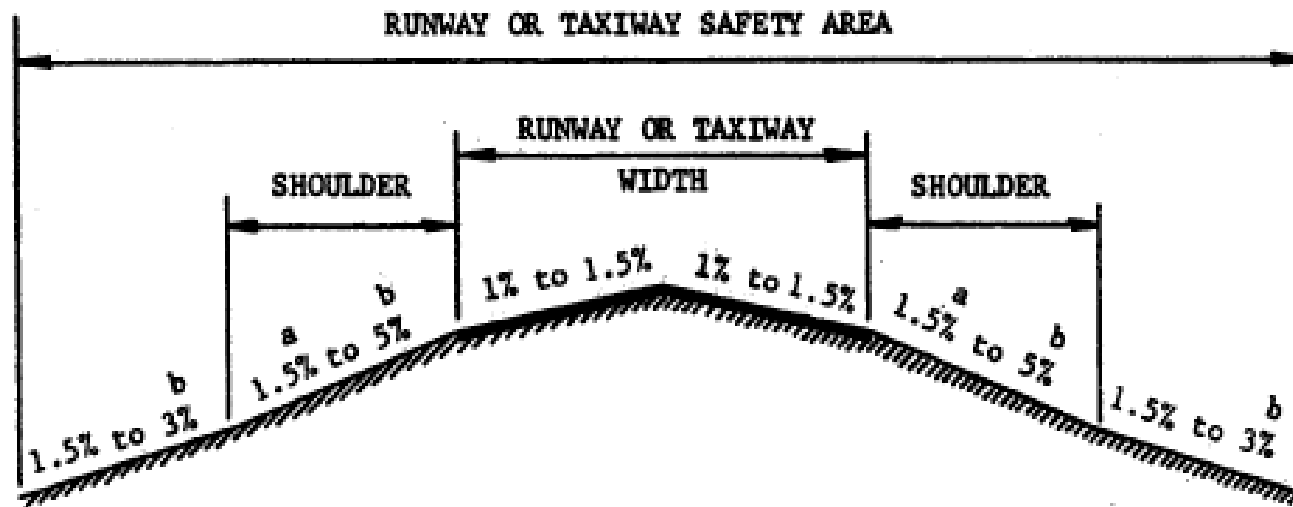 RUNWAY OR TAXIWAY SAFETY AREA
RUNWAY OR TAXIWAY
WIDTH
SHOULDER
SHOULDER
1% to 1.5%
1% to 1.5%
a b
1.5% to 5%
a b
1.5% to 5%
b
1.5% to 3%
b
1.5% to 3%